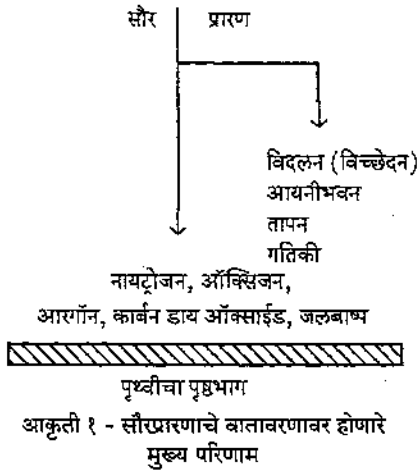 सौर प्रारण
विदलन (विच्छेदन)
आयनीभवन
तापन
गतिकी
नायट्रोजन, ऑक्सिजन,
आरगॉन, कार्बन डाय ऑक्साईड, जलबाष्प
पृथ्वीचा पृष्ठभाग
आकृती १ - सौरप्रारणाचे वातावरणावर होणारे
मुख्य परिणाम